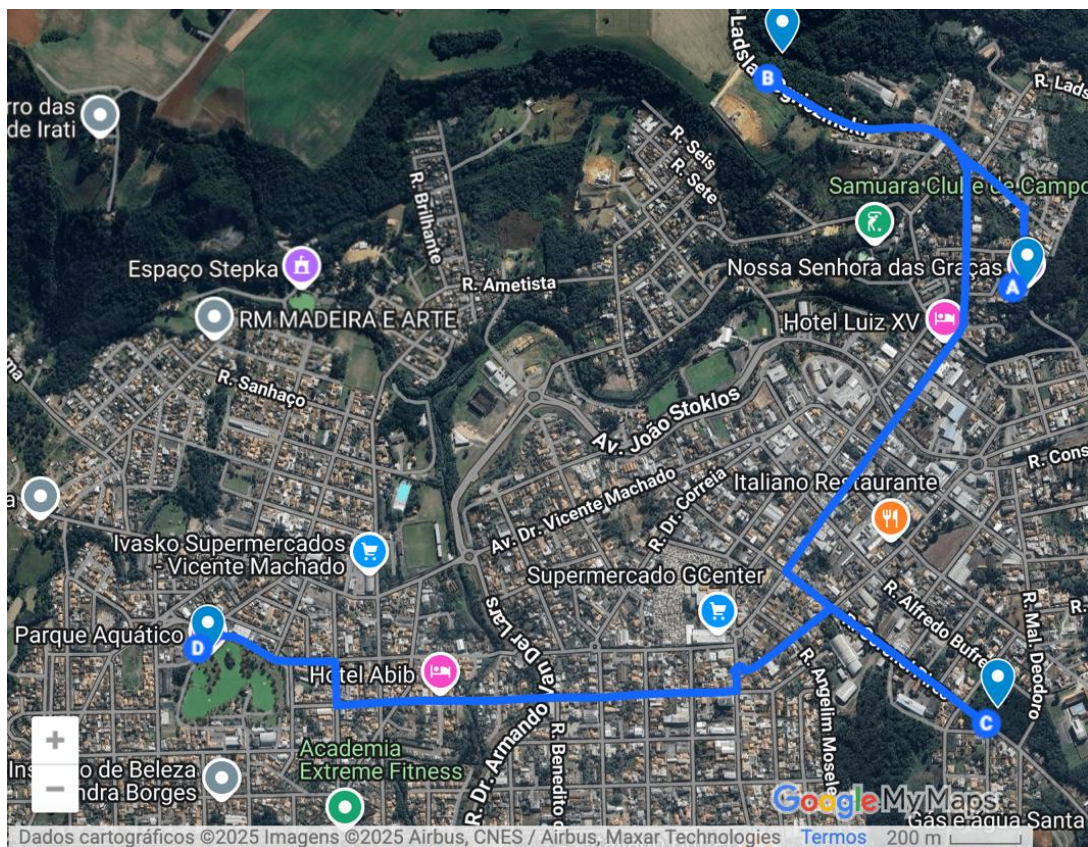 Ladsla
B
R. Lads
rro das
de Irati
R. Seis
R. Sete
R. Brilhante
Samuara Clube de Campo
Espaço Stepka
R. Ametista
Nossa Senhora das Graças
A
RM MADEIRA E ARTE
Hotel Luiz XV
R. Sanhaço
Av. João Stoklos
R. Cons
Italiano Restaurante
Av. Dr. Vicente Machado
R. Dr. Correia
Ivasko Supermercados
- Vicente Machado
Supermercado GCenter
R. Alfredo Bufre
R. Mal. Deodoro
Parque Aquático
D
Hotel Abib
Van Der Lars
R. Dr. Armando
R. Benedito
R. Angelim Mosele
C
+
−
Academia
Extreme Fitness
de Beleza
ndra Borges
Google My Maps
Gás e água Santa
Dados cartográficos ©2025 Imagens ©2025 Airbus, CNES / Airbus, Maxar Technologies
Termos
200 m